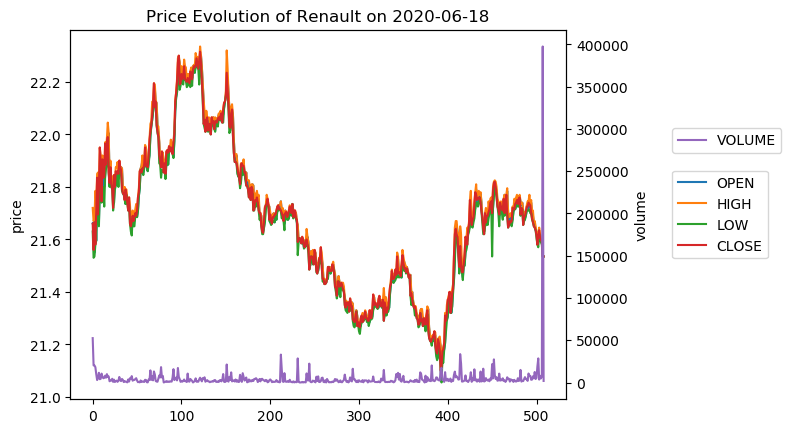 Price Evolution of Renault on 2020-06-18
price
22.2
22.0
21.8
21.6
21.4
21.2
21.0
0
100
200
300
400
500
400000
350000
300000
250000
200000
150000
100000
50000
0
volume
VOLUME
OPEN
HIGH
LOW
CLOSE